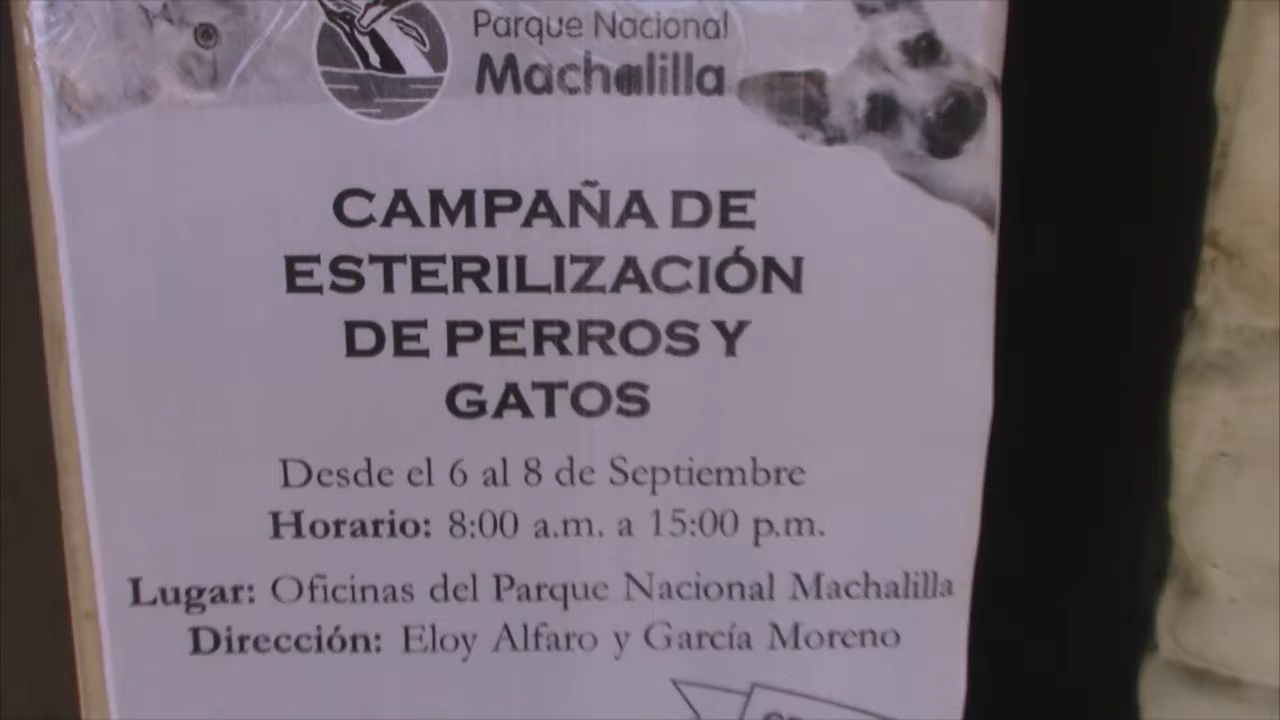 Parque Nacional
Machalilla
CAMPAÑA DE
ESTERILIZACIÓN
DE PERROS Y
GATOS
Desde el 6 al 8 de Septiembre
Horario: 8:00 a.m. a 15:00 p.m.
Lugar: Oficinas del Parque Nacional Machalilla
Dirección: Eloy Alfaro y García Moreno